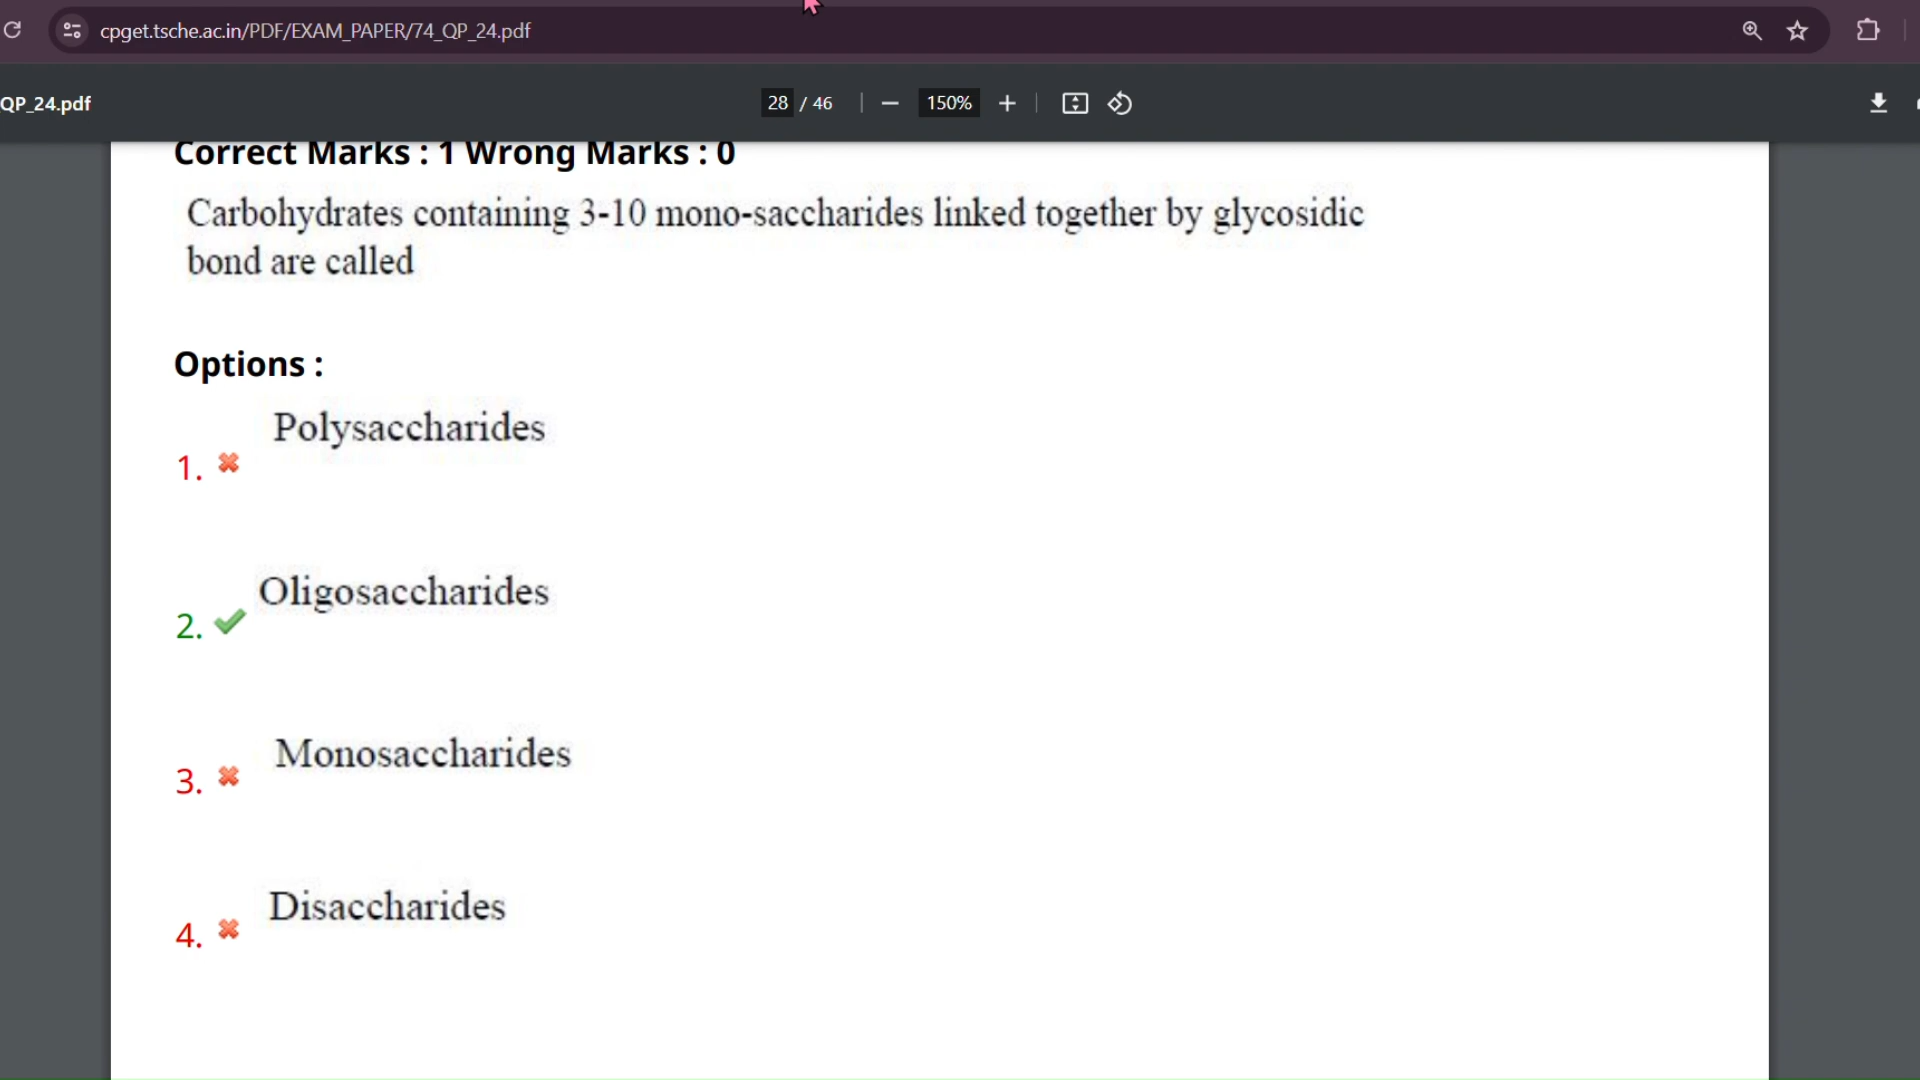 cpget.tsche.ac.in/PDF/EXAM_PAPER/74_QP_24.pdf
QP_24.pdf
28 / 46
150%
Correct Marks : 1 Wrong Marks : 0
Carbohydrates containing 3-10 mono-saccharides linked together by glycosidic
bond are called
Options :
Polysaccharides
1.
Oligosaccharides
2.
Monosaccharides
3.
Disaccharides
4.